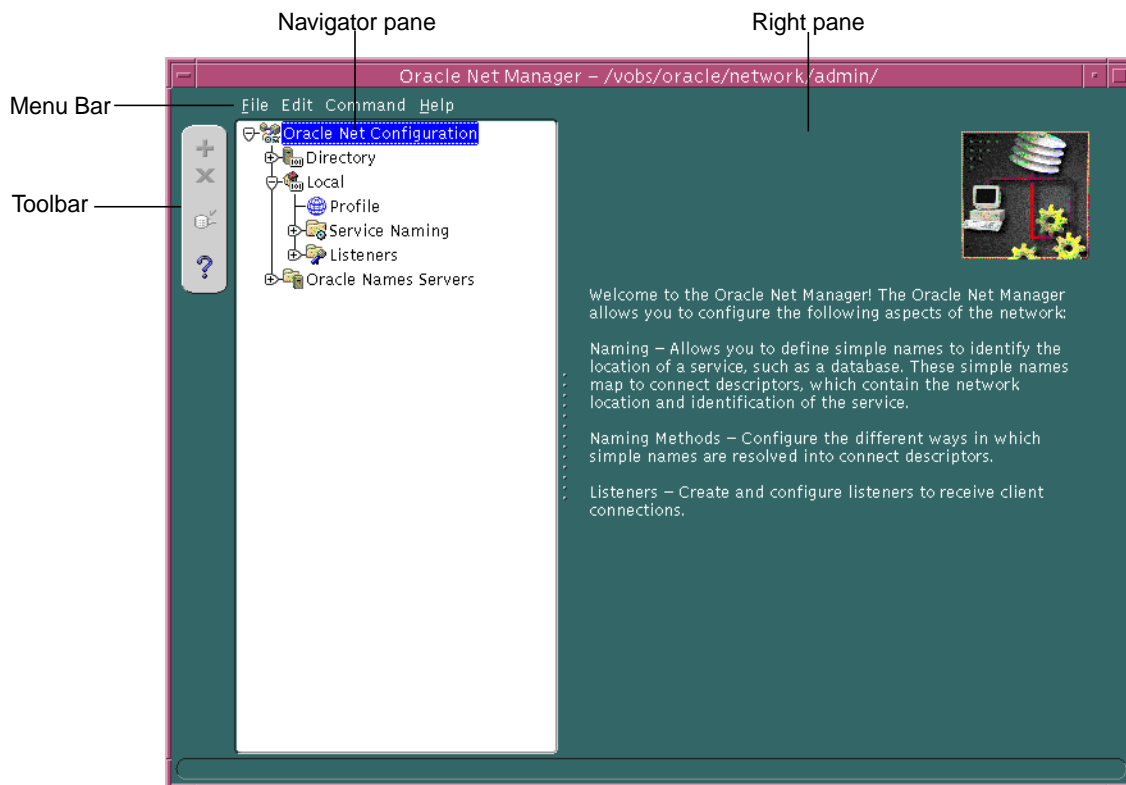 Navigator pane
Right pane
Oracle Net Manager – /vobs/oracle/network/admin/
Menu Bar
File Edit Command Help
Oracle Net Configuration
Directory
Local
Toolbar
Profile
Service Naming
Listeners
Oracle Names Servers
Welcome to the Oracle Net Manager! The Oracle Net Manager
allows you to configure the following aspects of the network:
Naming – Allows you to define simple names to identify the
location of a service, such as a database. These simple names
map to connect descriptors, which contain the network
location and identification of the service.
Naming Methods – Configure the different ways in which
simple names are resolved into connect descriptors.
Listeners – Create and configure listeners to receive client
connections.